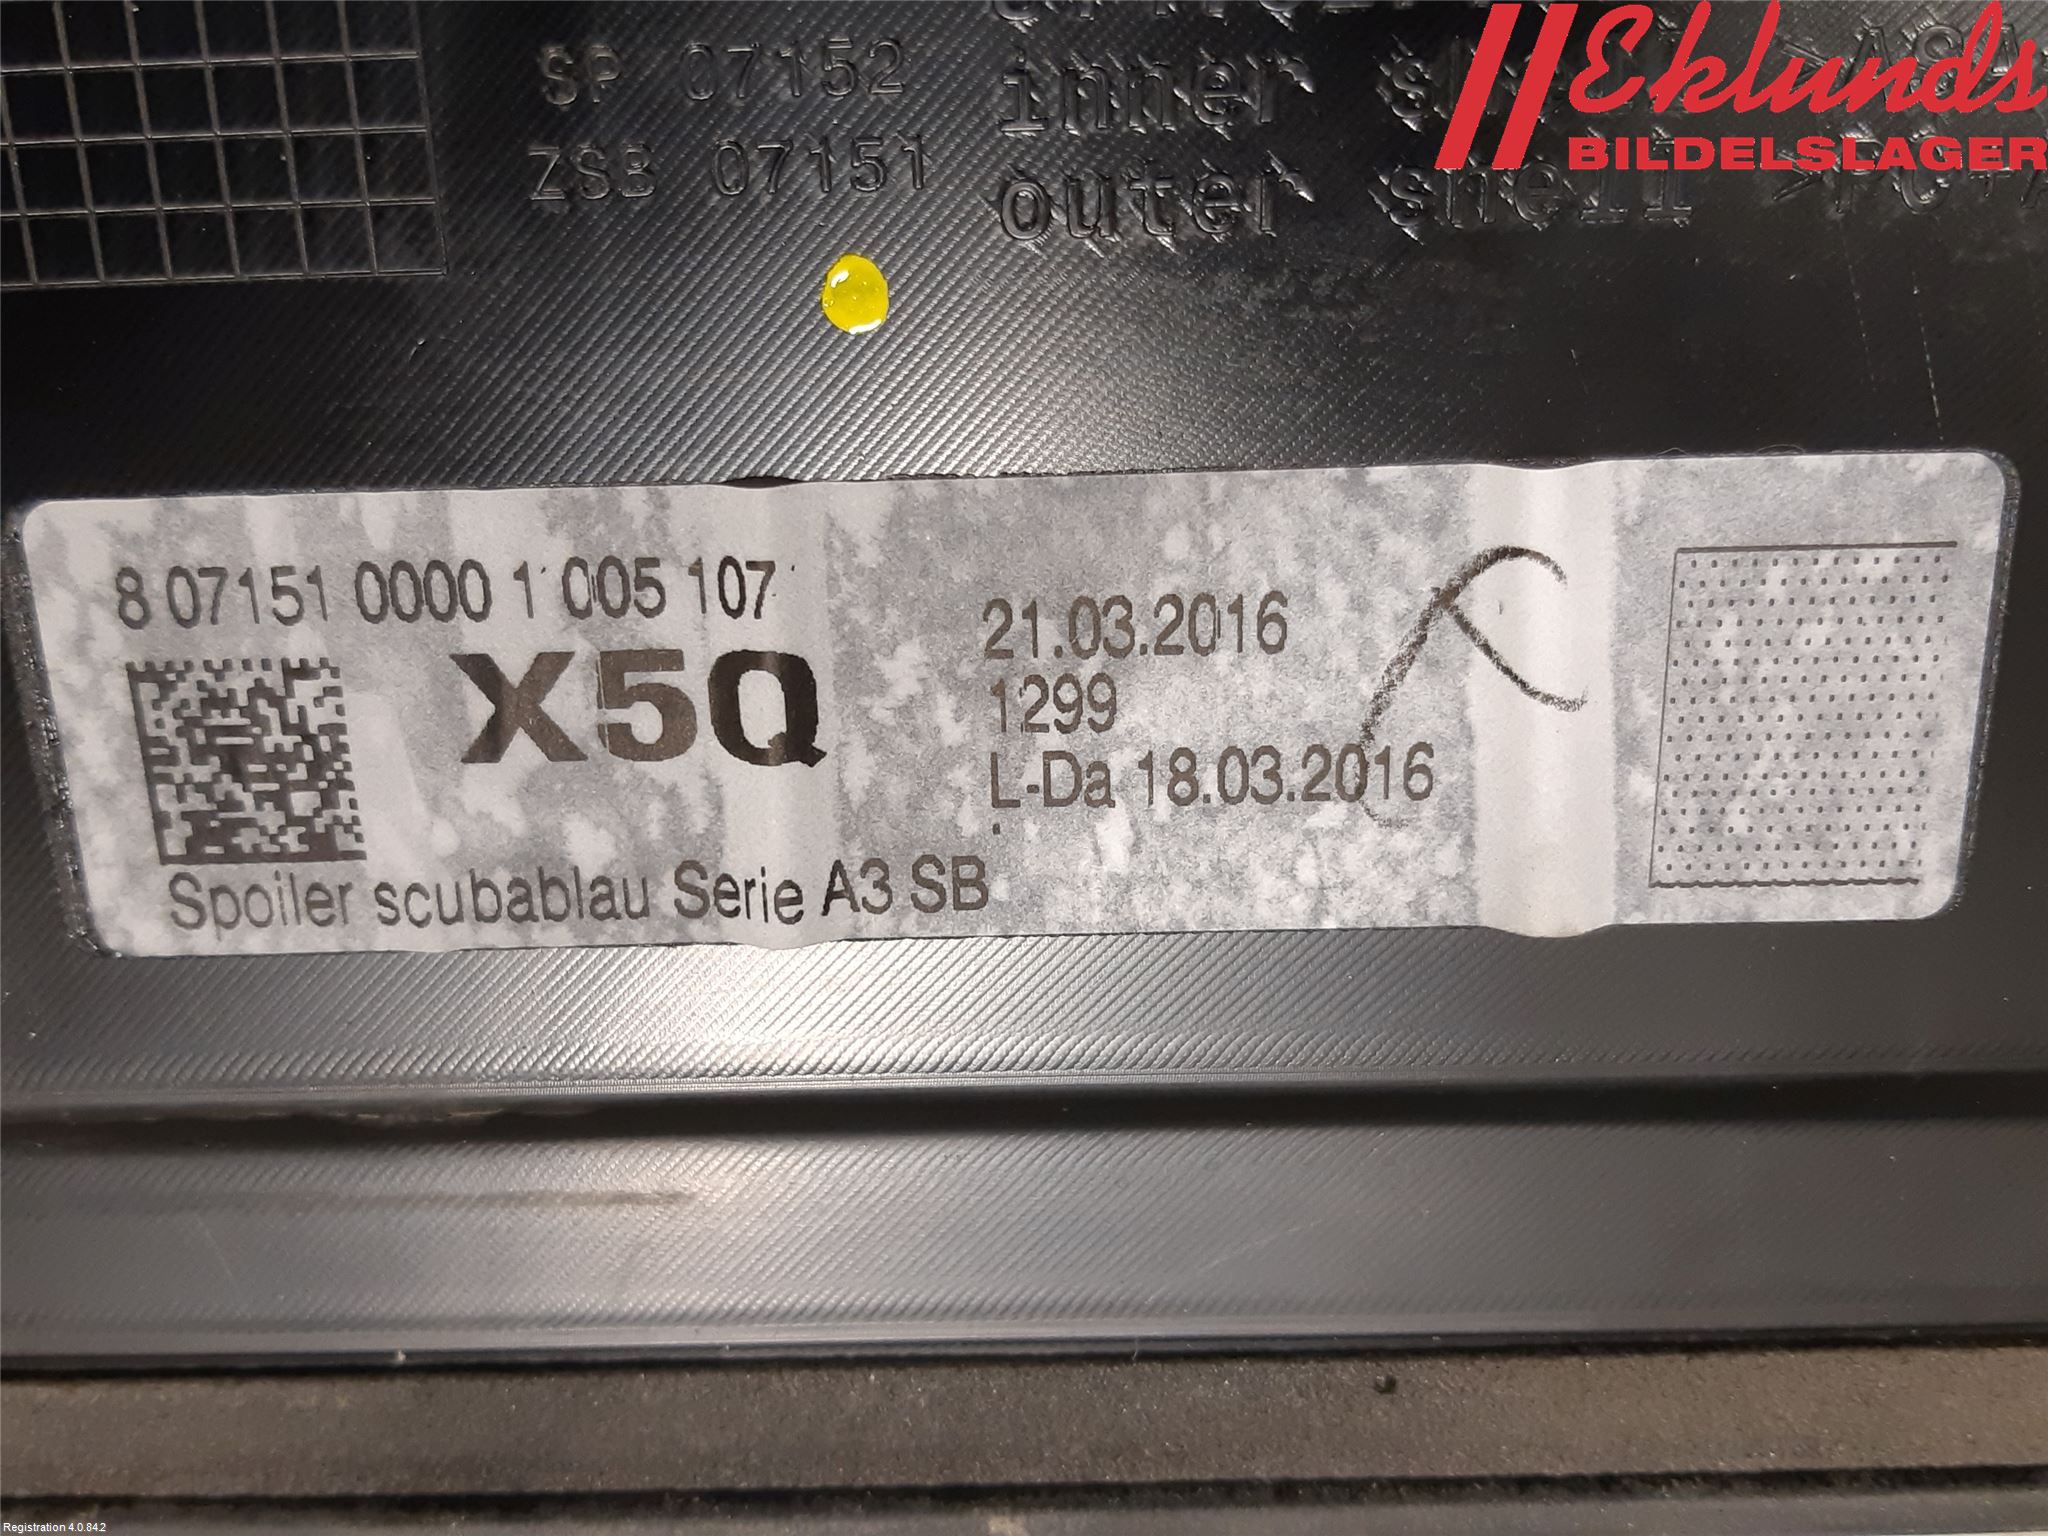 SP 07152
ZSB 07151
inner
outer shell
Eklunds
BILDELSLAGER
8 07151 0000 1 005 107
X5Q
21.03.2016
1299
L-Da 18.03.2016
Spoiler scubablau Serie A3 SB
Registration 4.0.84.2